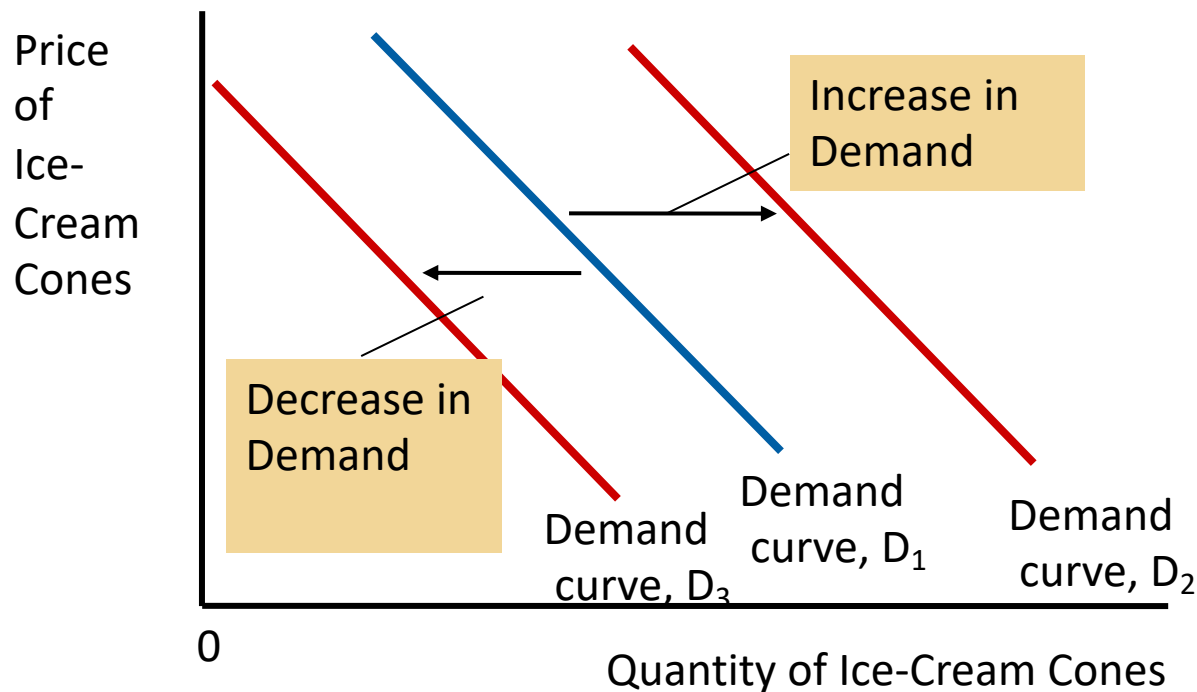 Price
of
Ice-
Cream
Cones
Increase in
Demand
Decrease in
Demand
Demand
curve, D₃
Demand
curve, D₁
Demand
curve, D₂
0
Quantity of Ice-Cream Cones